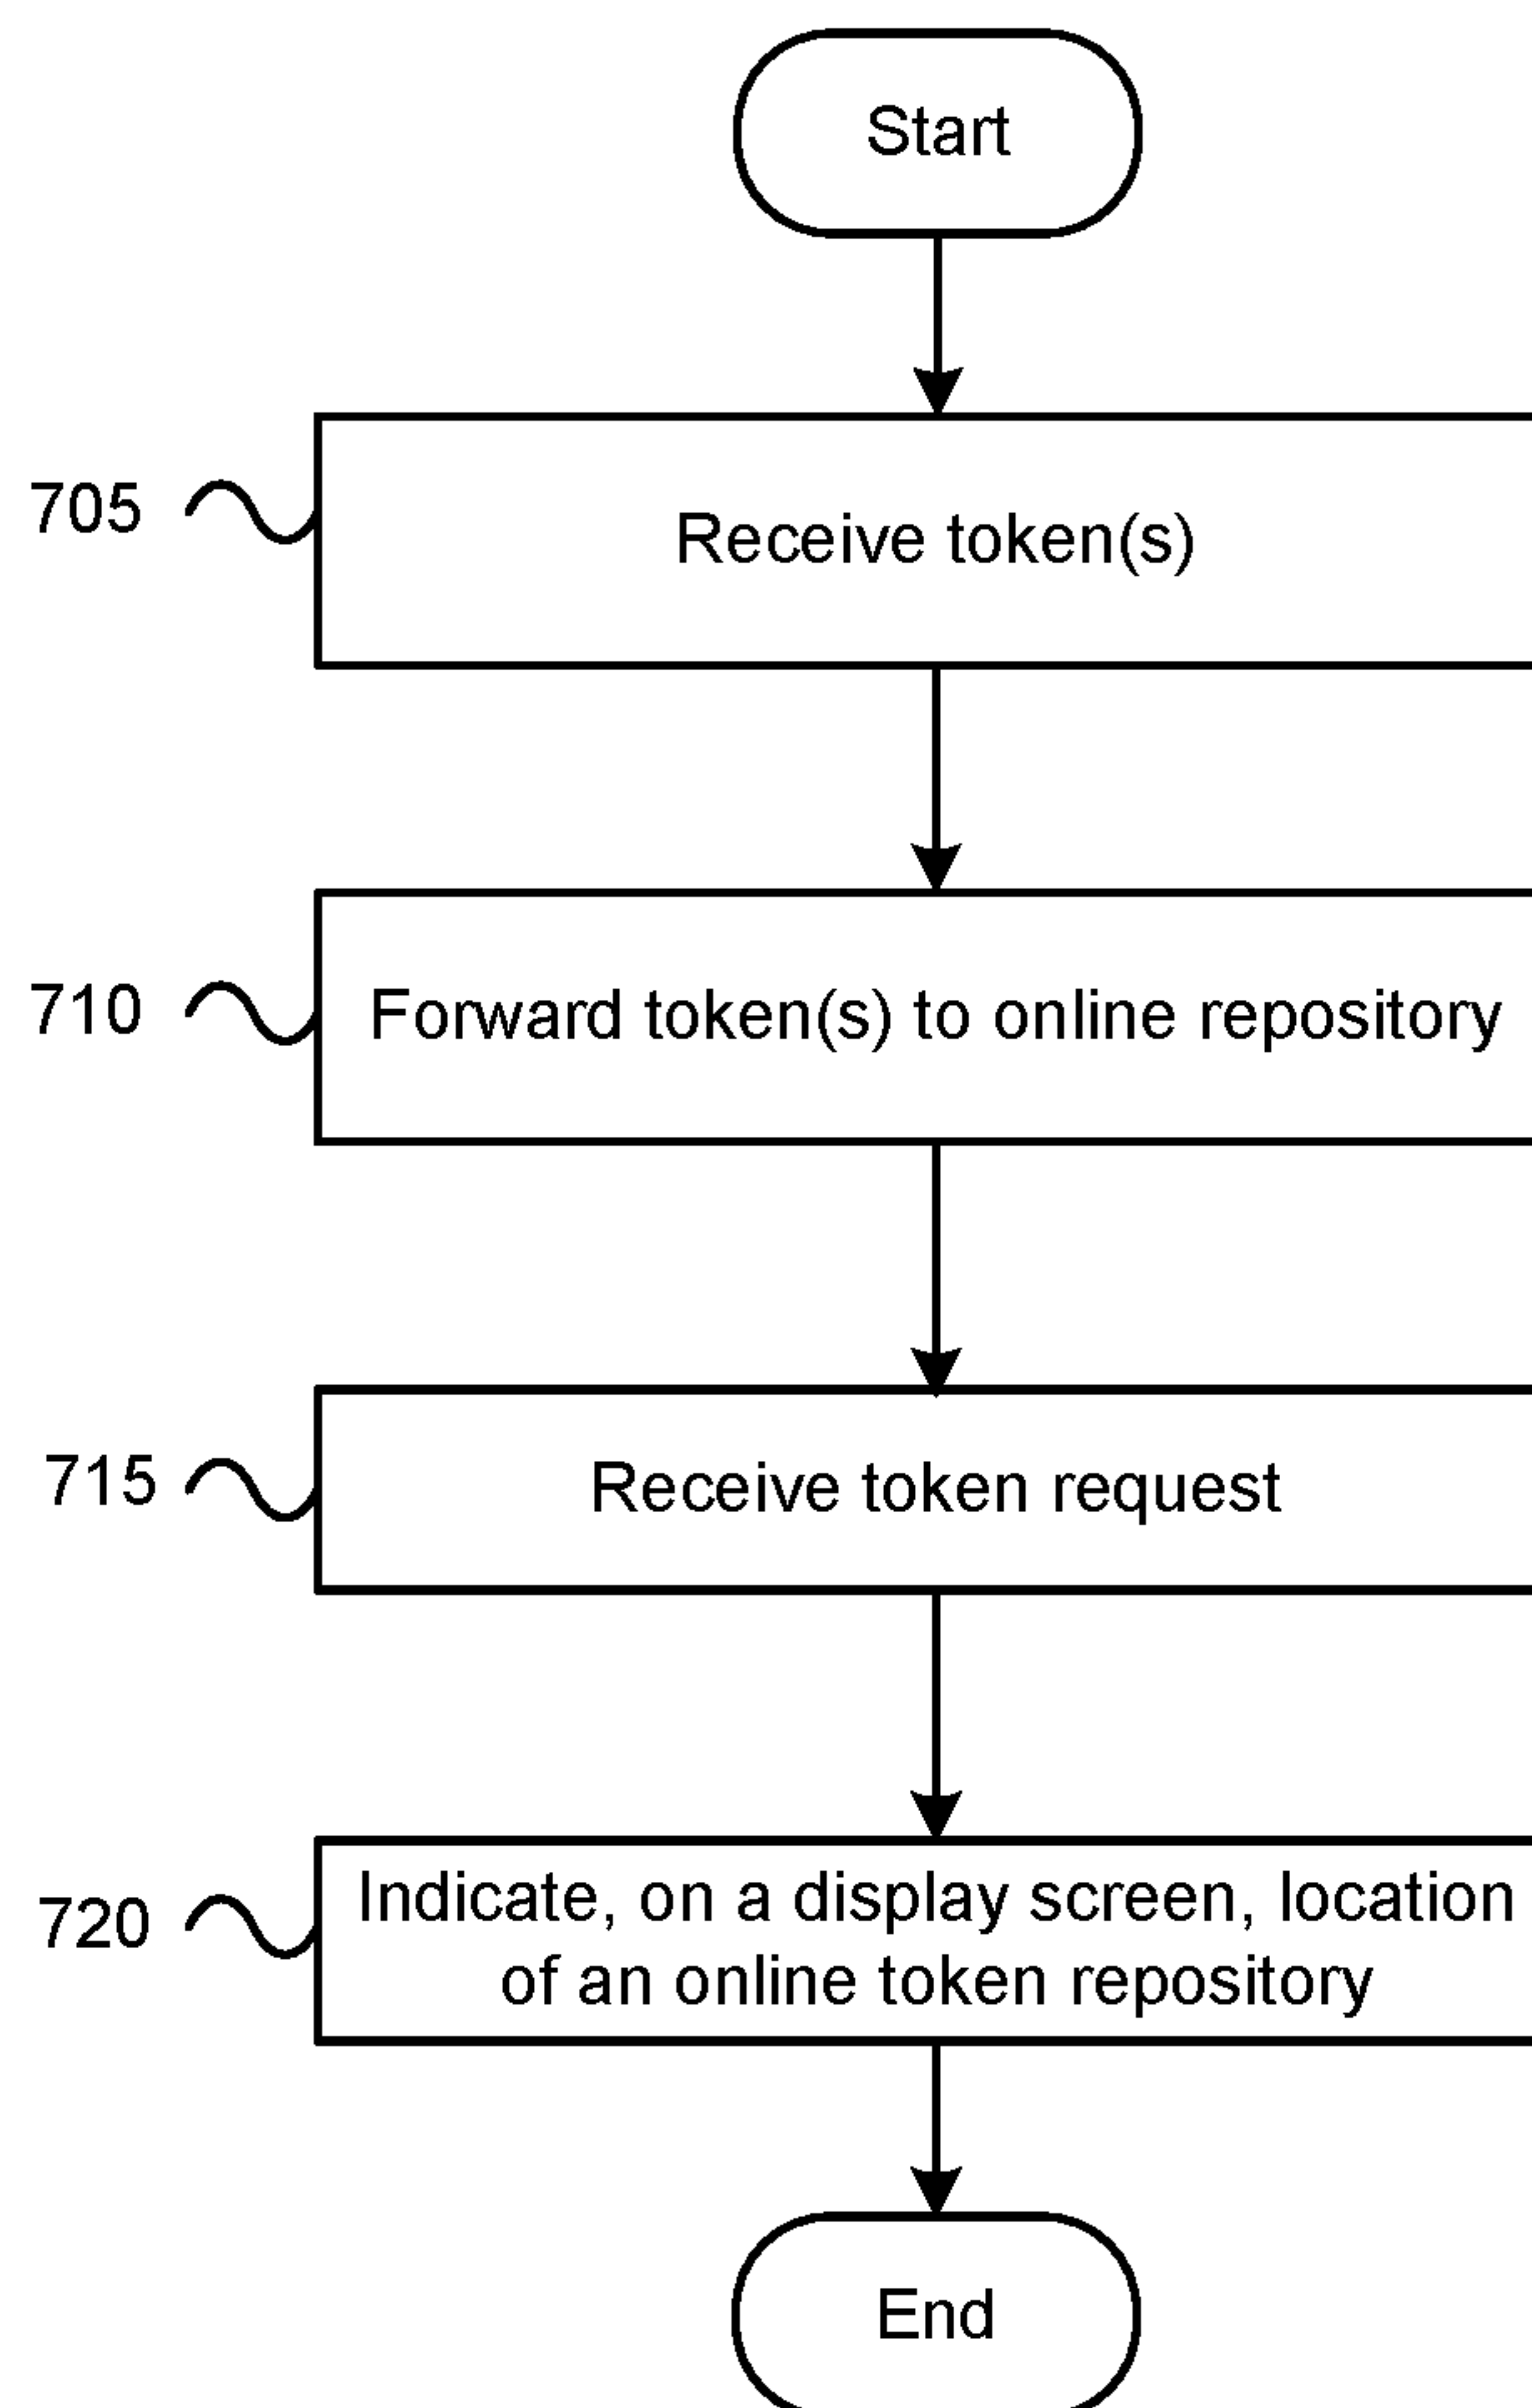 Start
705
Receive token(s)
710
Forward token(s) to online repository
715
Receive token request
720
Indicate, on a display screen, location
of an online token repository
End